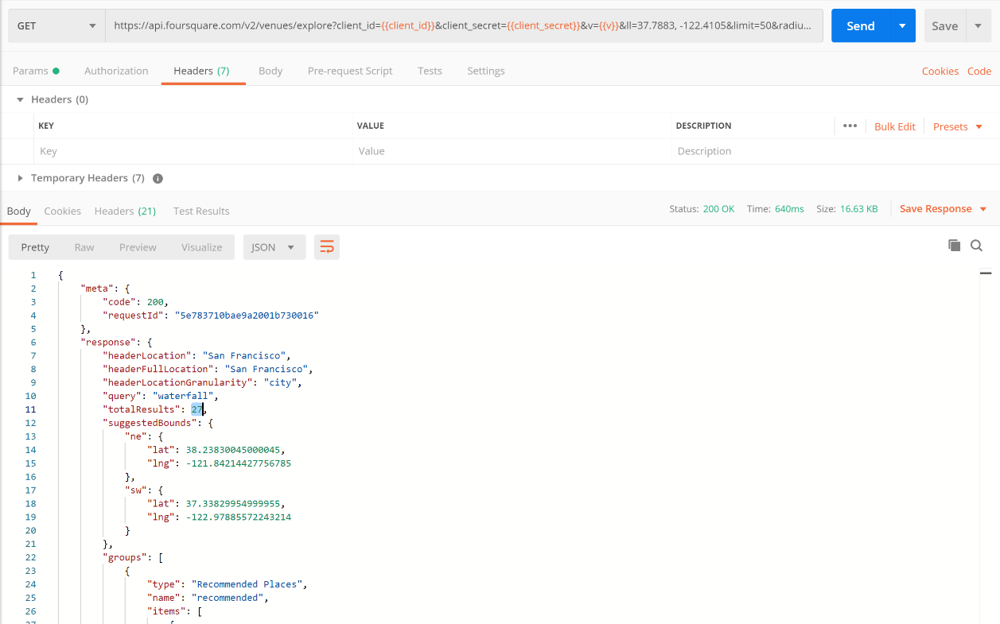 GET https://api.foursquare.com/v2/venues/explore?client_id={{client_id}}&client_secret={{client_secret}}&v={{v}}&ll=37.7883, -122.4105&limit=50&radiu... Send Save
Params Authorization Headers (7) Body Pre-request Script Tests Settings Cookies Code
Headers (0)
KEY VALUE DESCRIPTION ••• Bulk Edit Presets
Key Value Description
Temporary Headers (7) i
Body Cookies Headers (21) Test Results Status: 200 OK Time: 640ms Size: 16.63 KB Save Response
Pretty Raw Preview Visualize JSON
1 {
2 "meta": {
3 "code": 200,
4 "requestId": "5e783710bae9a2001b730016"
5 },
6 "response": {
7 "headerLocation": "San Francisco",
8 "headerFullLocation": "San Francisco",
9 "headerLocationGranularity": "city",
10 "query": "waterfall",
11 "totalResults": 27,
12 "suggestedBounds": {
13 "ne": {
14 "lat": 38.23830045000045,
15 "lng": -121.84214427756785
16 },
17 "sw": {
18 "lat": 37.33829954999955,
19 "lng": -122.97885572243214
20 }
21 },
22 "groups": [
23 {
24 "type": "Recommended Places",
25 "name": "recommended",
26 "items": [
27 {